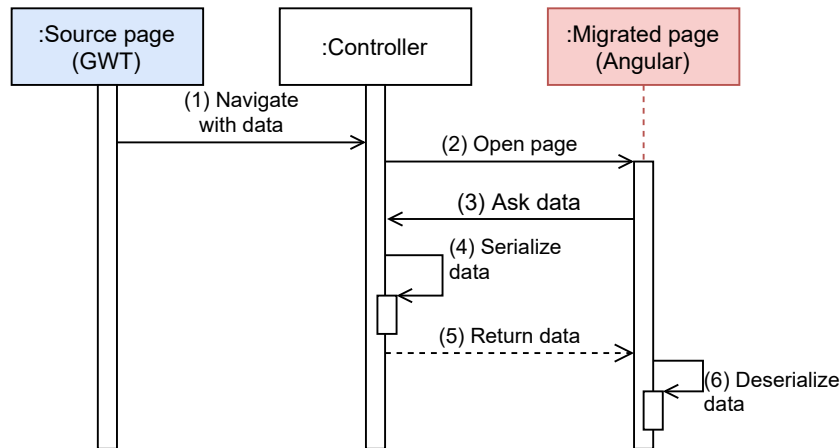 :Source page
(GWT)
:Controller
:Migrated page
(Angular)
(1) Navigate
with data
(2) Open page
(3) Ask data
(4) Serialize
data
(5) Return data
(6) Deserialize
data